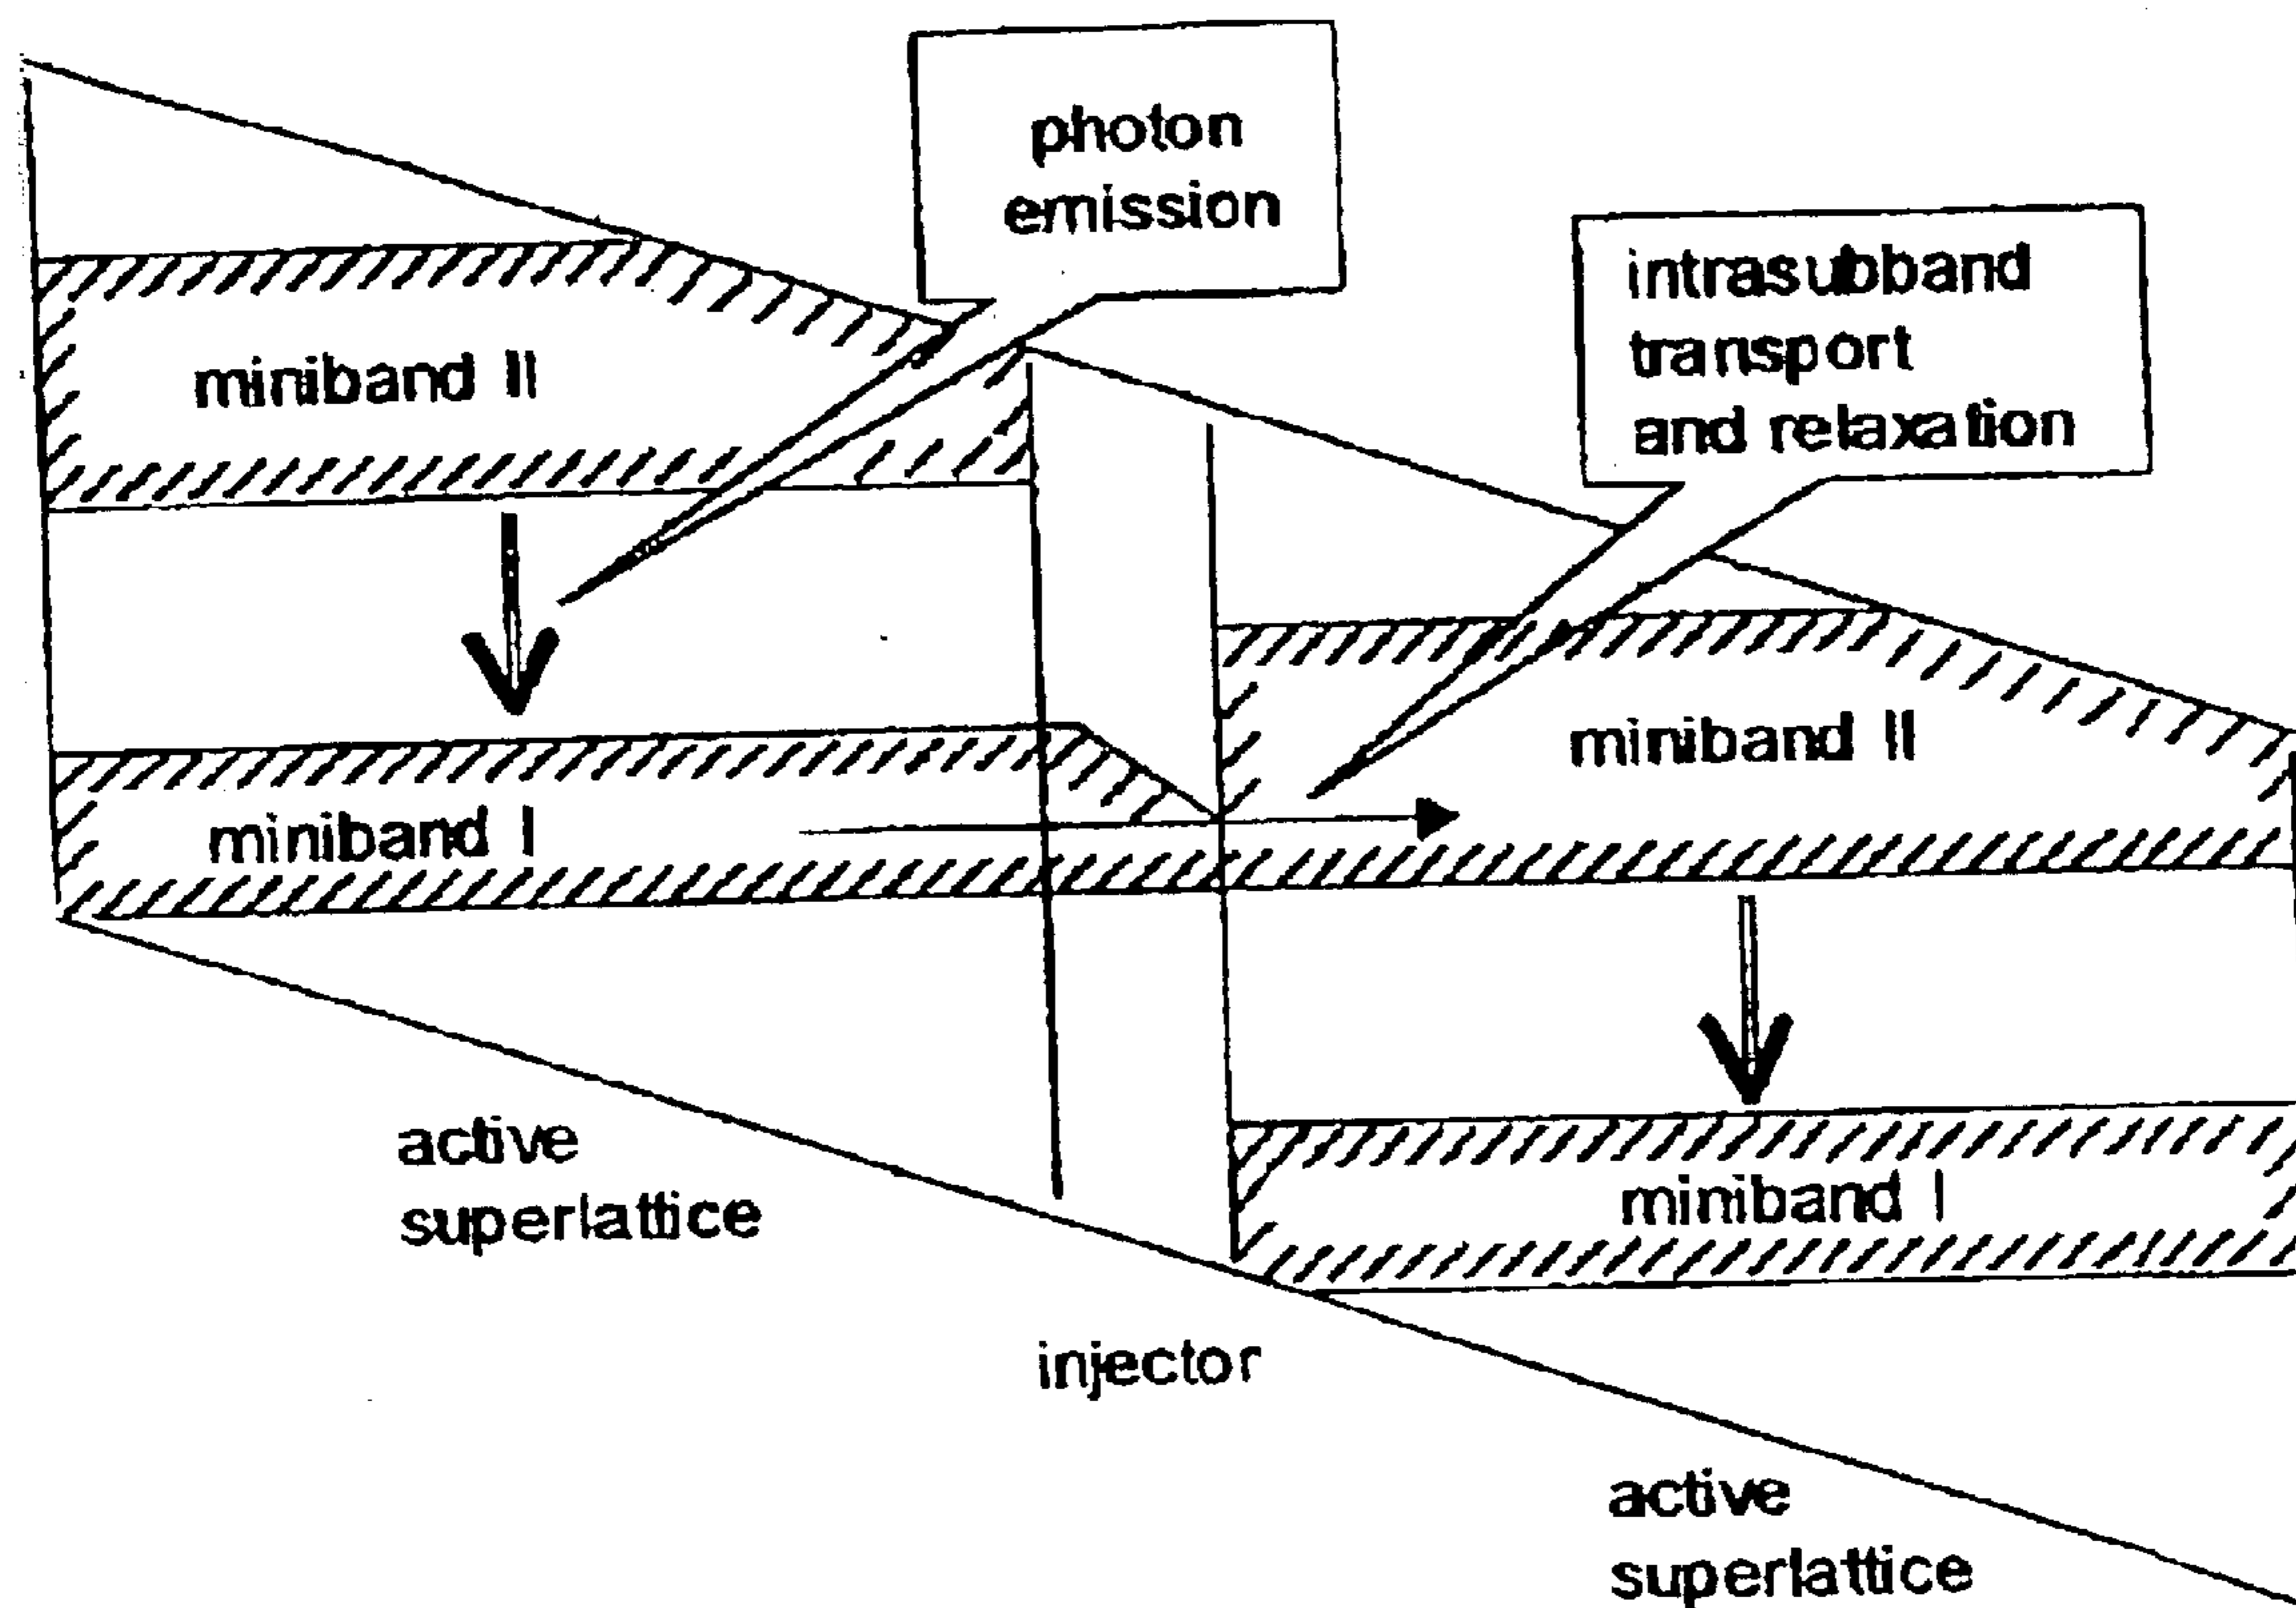 photon
emission
intrasubband
transport
and relaxation
miniband II
miniband II
miniband I
active
superlattice
miniband I
injector
active
superlattice